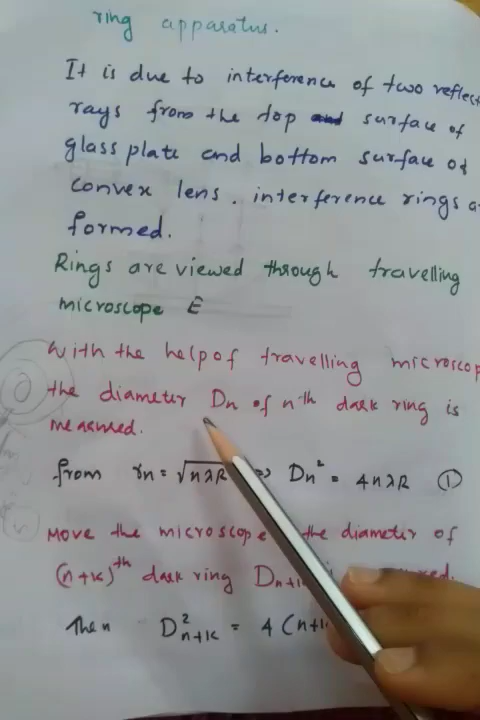 ring apparatus.
It is due to interference of two reflect
rays from the top surface of
glass plate and bottom surface of
convex lens. interference rings a
formed.
Rings are viewed through travelling
microscope E
with the help of travelling microscop
the diameter Dn of n^th dark ring is
measured.
from rn = √nλR ⇒ Dn² = 4nλR ①
Move the microscope the diameter of
(n+k)^th dark ring D_n+k
Then D²_n+k = 4(n+k